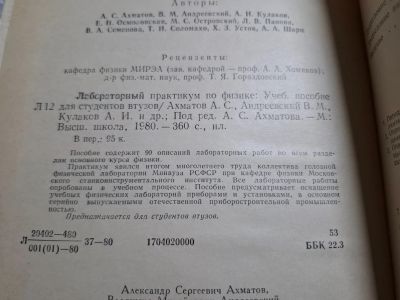 Авторы:
А. С. Ахматов, В. М. Андреевский, А. И. Кулаков,
Е. В. Осмоловская, М. С. Островский, Л. В. Панова,
В. А. Семенова, Т. Н. Соломахо, Х. З. Устов, А. А. Шарц
Рецензенты:
кафедра физики МИРЭА (зав. кафедрой — проф. А. А. Хомяков);
д-р физ.-мат. наук, проф. Т. Я. Гораздовский
Лабораторный практикум по физике: Учеб. пособие
Л12 для студентов втузов/ Ахматов А. С., Андреевский В. М.,
Кулаков А. И. и др.; Под ред. А. С. Ахматова. — М.:
Высш. школа, 1980. — 360 с., ил.
В пер.: 95 к.
Пособие содержит 90 описаний лабораторных работ по всем разде-
лам основного курса физики.
Практикум явился итогом многолетнего труда коллектива головной
физической лаборатории Минвуза РСФСР при кафедре физики Москов-
ского станкоинструментального института. Все лабораторные работы
опробованы в учебном процессе. Пособие предусматривает оснащение
учебных физических лабораторий приборами и установками, в основном
серийно выпускаемыми отечественной приборостроительной промышлен-
ностью.
Предназначается для студентов втузов.
20402—480
Л 37—80 1704020000 53
001(01)—80 ББК 22.3
Александр Сергеевич Ахматов,